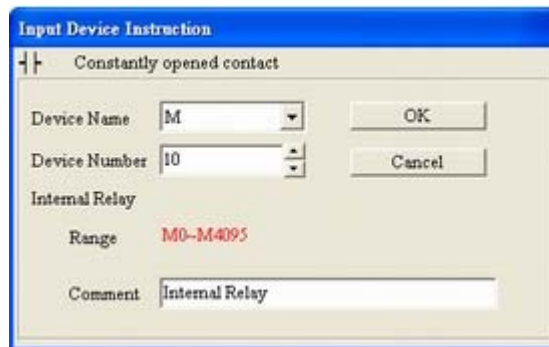 Input Device Instruction
Constantly opened contact
Device Name M OK
Device Number 10 Cancel
Internal Relay
Range M0~M4095
Comment Internal Relay